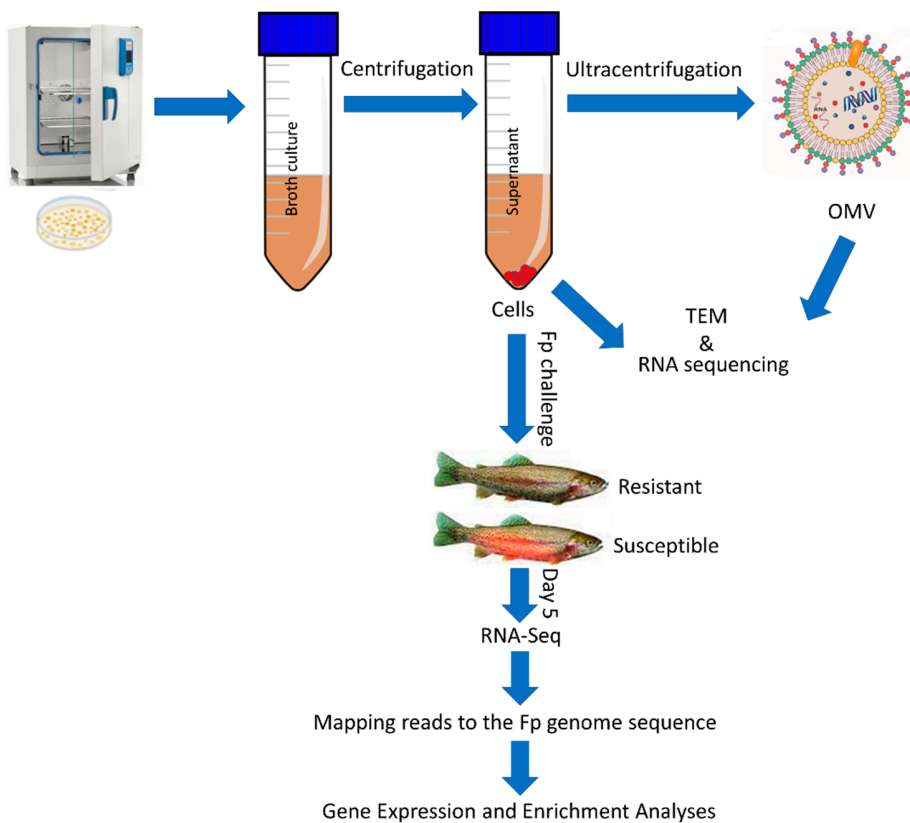 Centrifugation
Ultracentrifugation
Broth culture
Supernatant
RNA
OMV
Cells
TEM
&
RNA sequencing
Fp challenge
Resistant
Susceptible
Day 5
RNA-Seq
Mapping reads to the Fp genome sequence
Gene Expression and Enrichment Analyses